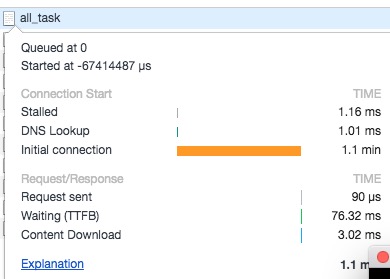 all_task
Queued at 0
Started at -67414487 µs
Connection Start TIME
Stalled 1.16 ms
DNS Lookup 1.01 ms
Initial connection 1.1 min
Request/Response TIME
Request sent 90 µs
Waiting (TTFB) 76.32 ms
Content Download 3.02 ms
Explanation 1.1